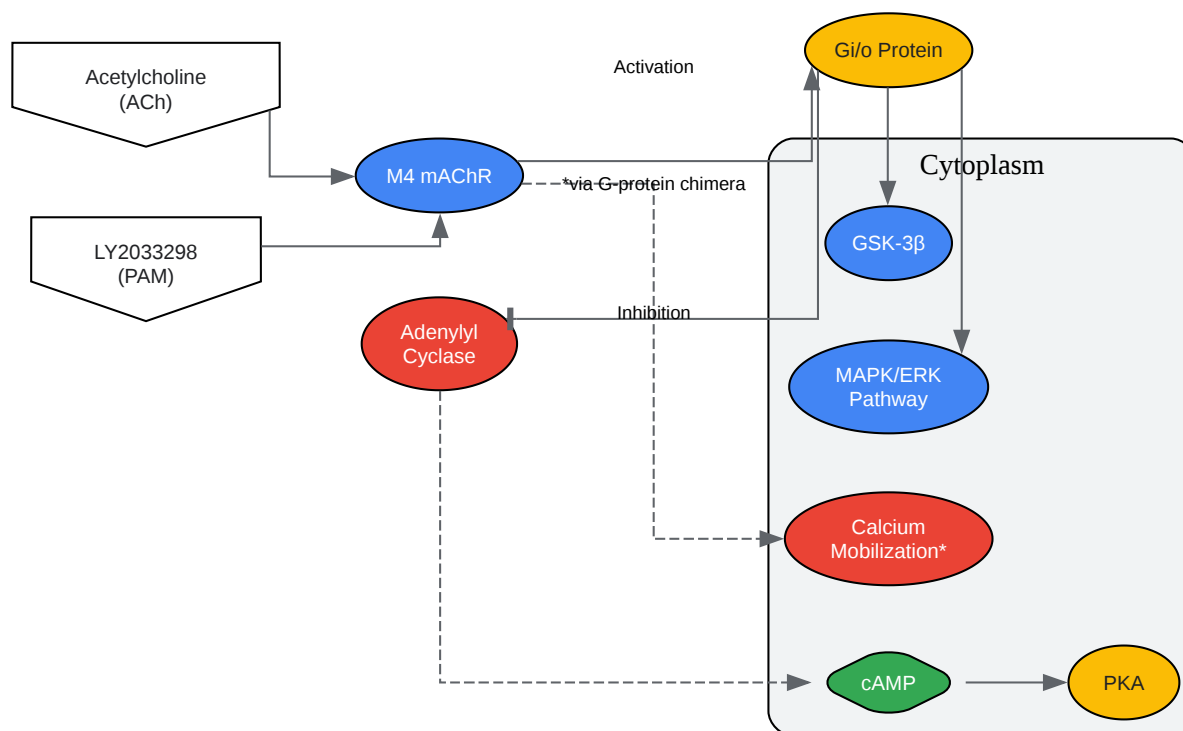 Gi/o Protein
Activation
Acetylcholine
(ACh)
M4 mAChR
*via G-protein chimera
Cytoplasm
LY2033298
(PAM)
GSK-3β
Inhibition
Adenylyl
Cyclase
MAPK/ERK
Pathway
Calcium
Mobilization*
cAMP
PKA